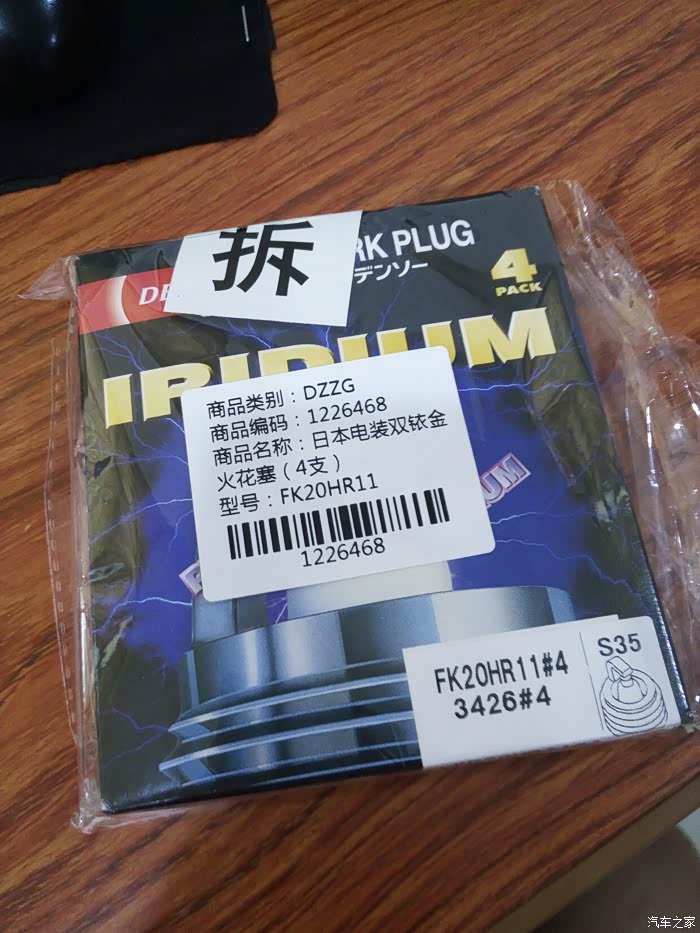 拆
RK PLUG
DE
デンソー
4
PACK
IRIDIUM
商品类别：DZZG
商品编码：1226468
商品名称：日本电装双铱金
火花塞（4支）
型号：FK20HR11
1226468
UM
FK20HR11#4
3426#4
S35
汽车之家